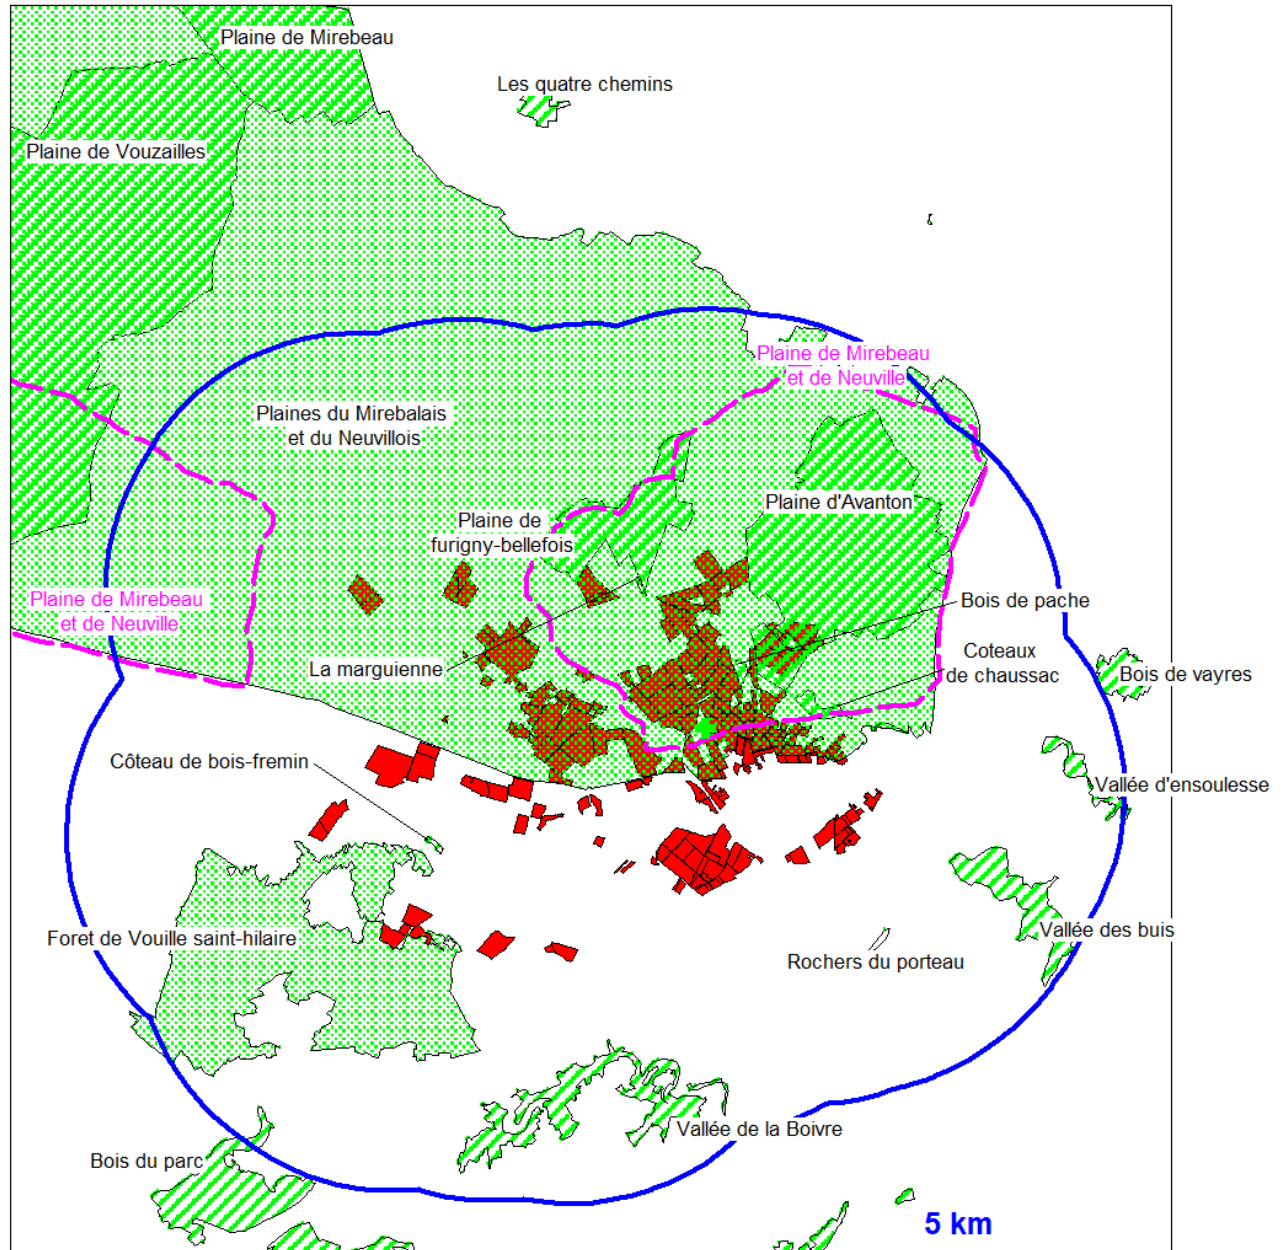 Plaine de Mirebeau
Les quatre chemins
Plaine de Vouzailles
Plaine de Mirebeau
et de Neuville
Plaines du Mirebalais
et du Neuvillois
Plaine d'Avanton
Plaine de
furigny-bellefois
Plaine de Mirebeau
et de Neuville
Bois de pache
La marguienne
Coteaux
de chaussac
Bois de vayres
Côteau de bois-fremin
Vallée d'ensoulesse
Foret de Vouille saint-hilaire
Vallée des buis
Rochers du porteau
Vallée de la Boivre
Bois du parc
5 km